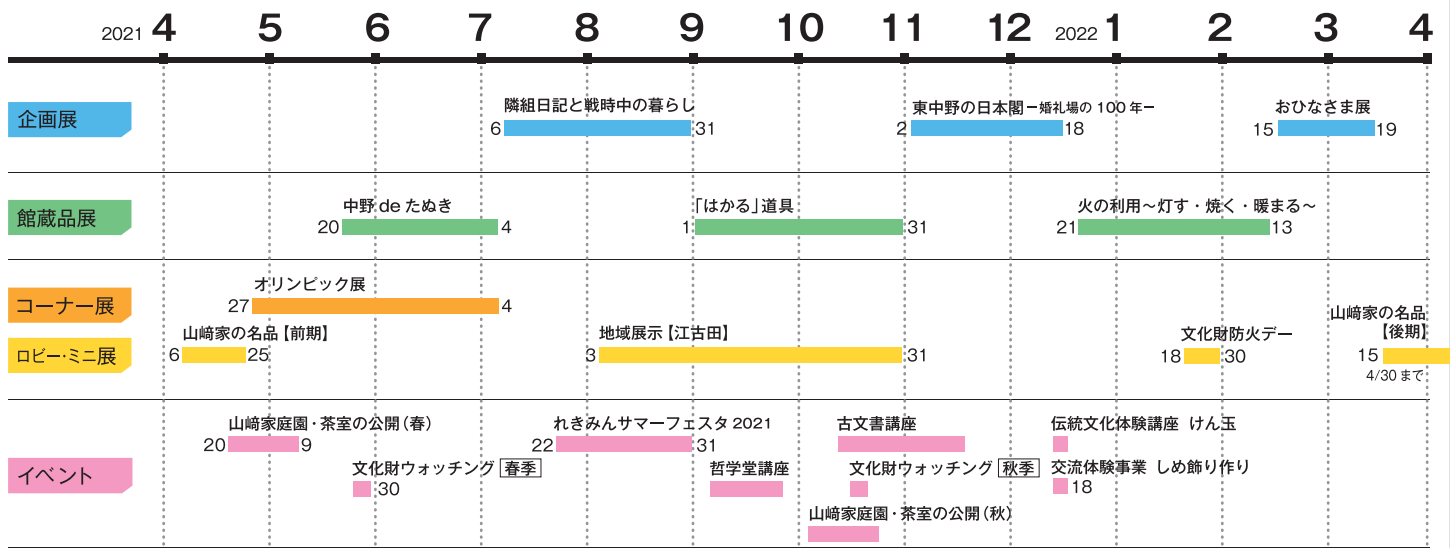 2021 4 5 6 7 8 9 10 11 12 2022 1 2 3 4
企画展
隣組日記と戦時中の暮らし
6 31
東中野の日本閣ー婚礼場の 100 年ー
2 18
おひなさま展
15 19
館蔵品展
中野 de たぬき
20 4
「はかる」道具
1 31
火の利用〜灯す・焼く・暖まる〜
21 13
コーナー展
オリンピック展
27 4
ロビー・ミニ展
山﨑家の名品【前期】
6 25
地域展示【江古田】
3 31
文化財防火デー
18 30
山﨑家の名品
【後期】
15
4/30 まで
イベント
山﨑家庭園・茶室の公開（春）
20 9
れきみんサマーフェスタ 2021
22 31
古文書講座
伝統文化体験講座 けん玉
文化財ウォッチング 春季
30
哲学堂講座
文化財ウォッチング 秋季
交流体験事業 しめ飾り作り
18
山﨑家庭園・茶室の公開（秋）